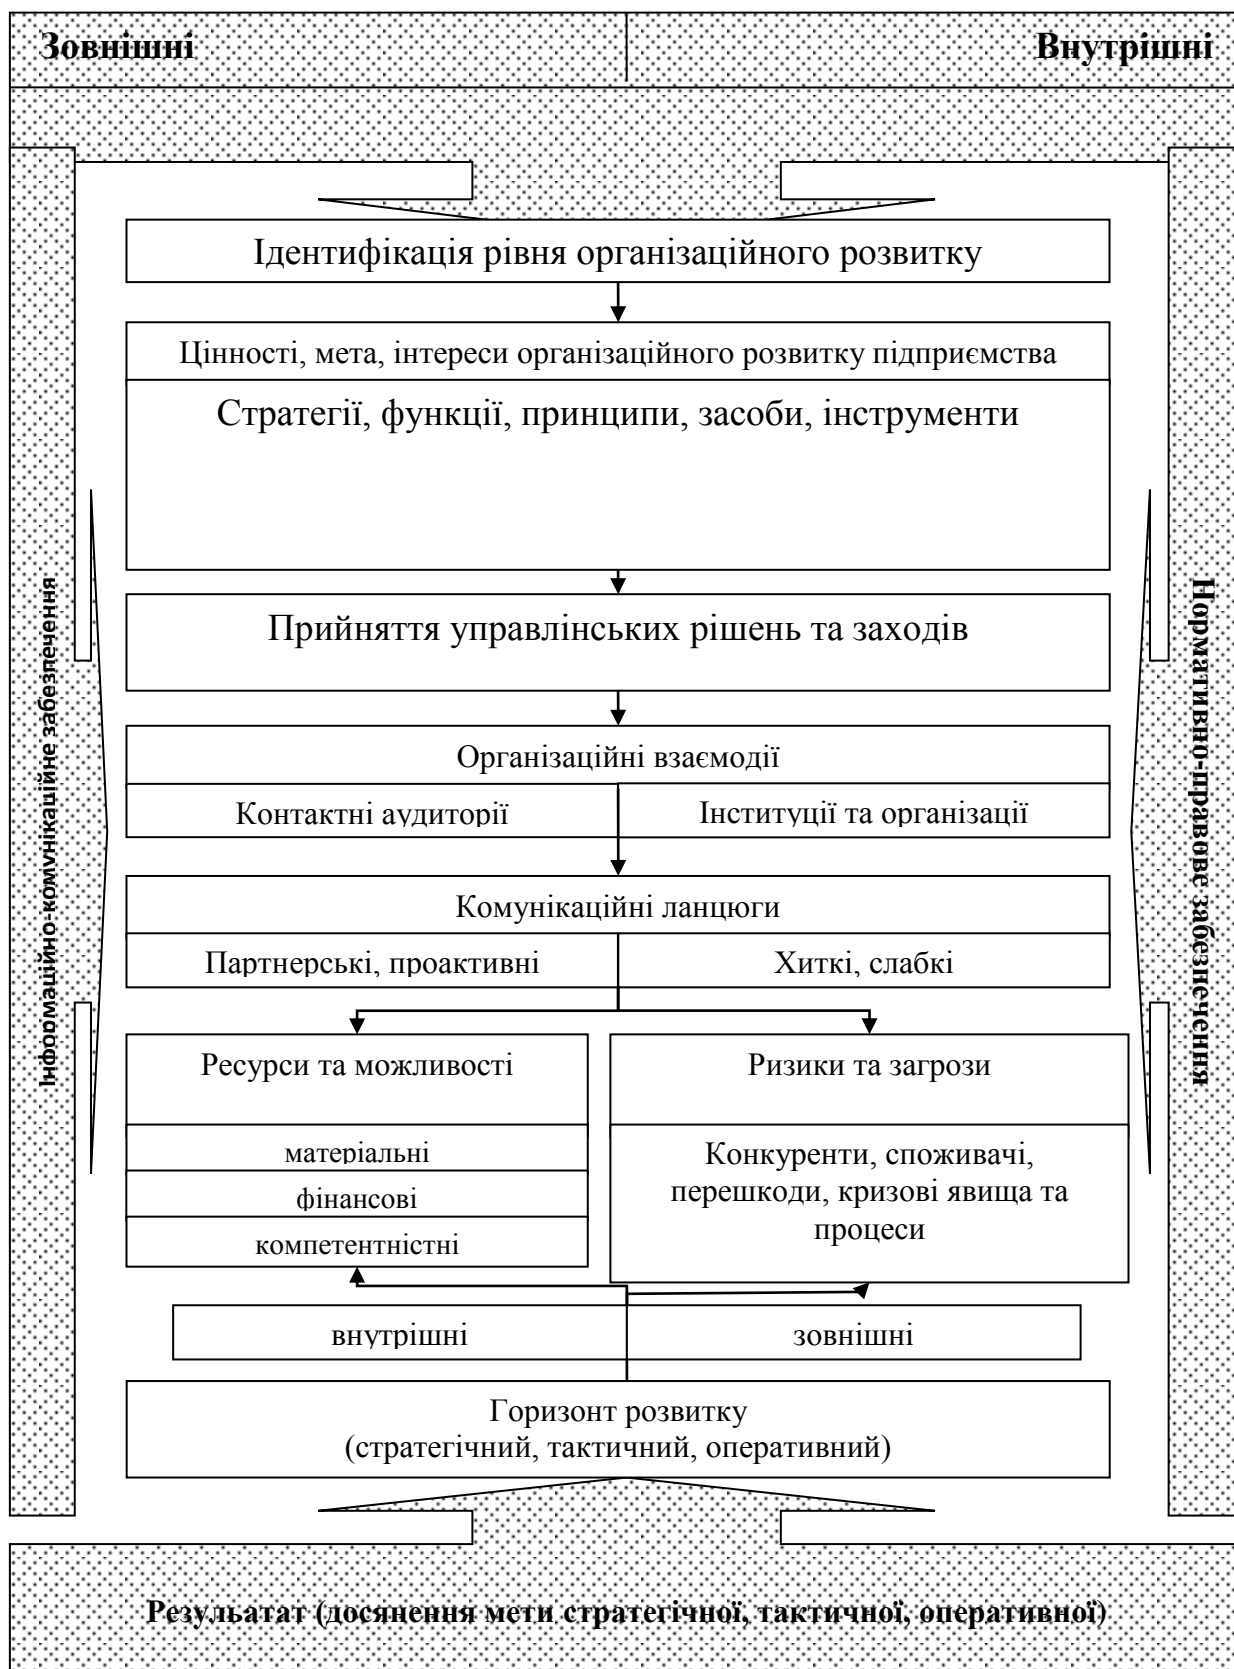 Зовнішні
Внутрішні
Ідентифікація рівня організаційного розвитку
Цінності, мета, інтереси організаційного розвитку підприємства
Стратегії, функції, принципи, засоби, інструменти
Прийняття управлінських рішень та заходів
Організаційні взаємодії
Контактні аудиторії
Інституції та організації
Комунікаційні ланцюги
Партнерські, проактивні
Хиткі, слабкі
Інформаційно-комунікаційне забезпечення
Нормативно-правове забезнечення
Ресурси та можливості
матеріальні
фінансові
компетентністні
Ризики та загрози
Конкуренти, споживачі,
перешкоди, кризові явища та
процеси
внутрішні
зовнішні
Горизонт розвитку
(стратегічний, тактичний, оперативний)
Резульатат (досянення мети стратегічної, тактичної, оперативної)